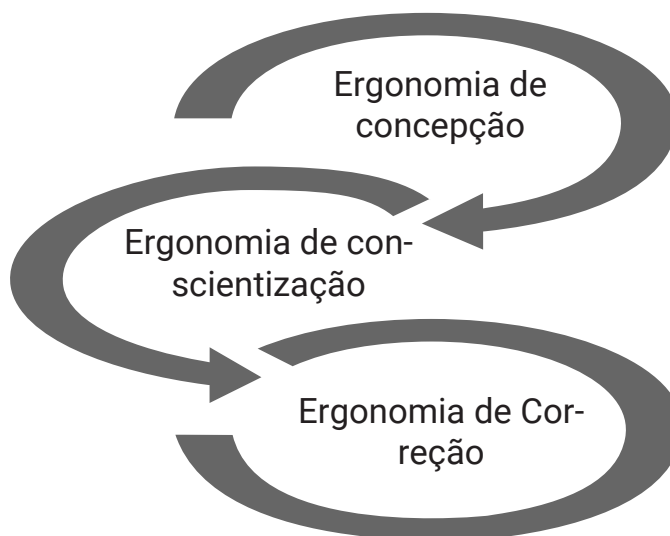 Ergonomia de
concepção
Ergonomia de con-
scientização
Ergonomia de Cor-
reção